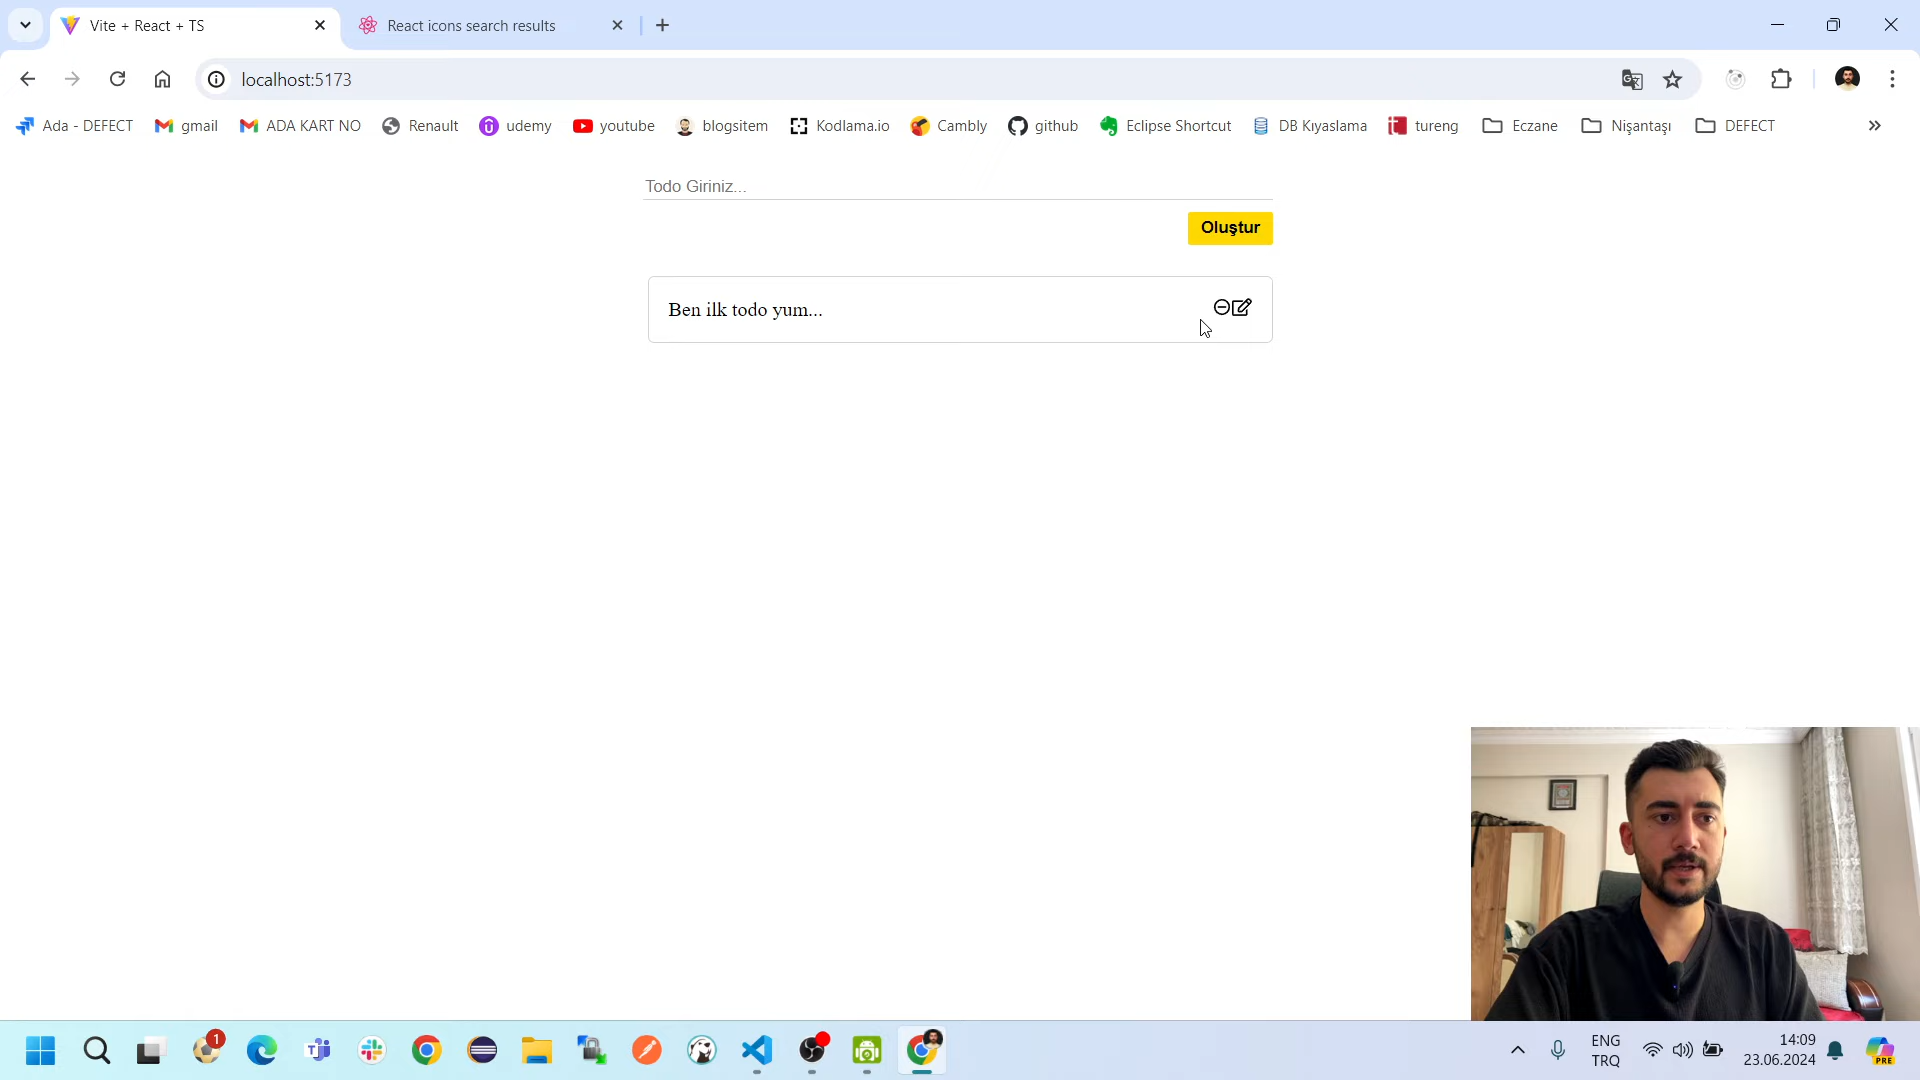 Vite + React + TS
React icons search results
localhost:5173
Ada - DEFECT
gmail
ADA KART NO
Renault
udemy
youtube
blogsitem
Kodlama.io
Cambly
github
Eclipse Shortcut
DB Kıyaslama
tureng
Eczane
Nişantaşı
DEFECT
Todo Giriniz...
Oluştur
Ben ilk todo yum...
1
ENG
TRQ
14:09
23.06.2024
PRE